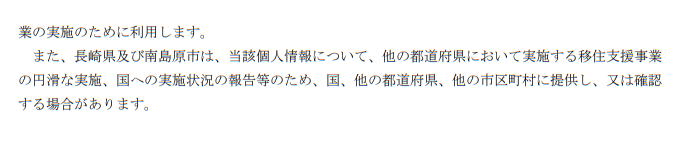 業の実施のために利用します。
　また、長崎県及び南島原市は、当該個人情報について、他の都道府県において実施する移住支援事業
の円滑な実施、国への実施状況の報告等のため、国、他の都道府県、他の市区町村に提供し、又は確認
する場合があります。